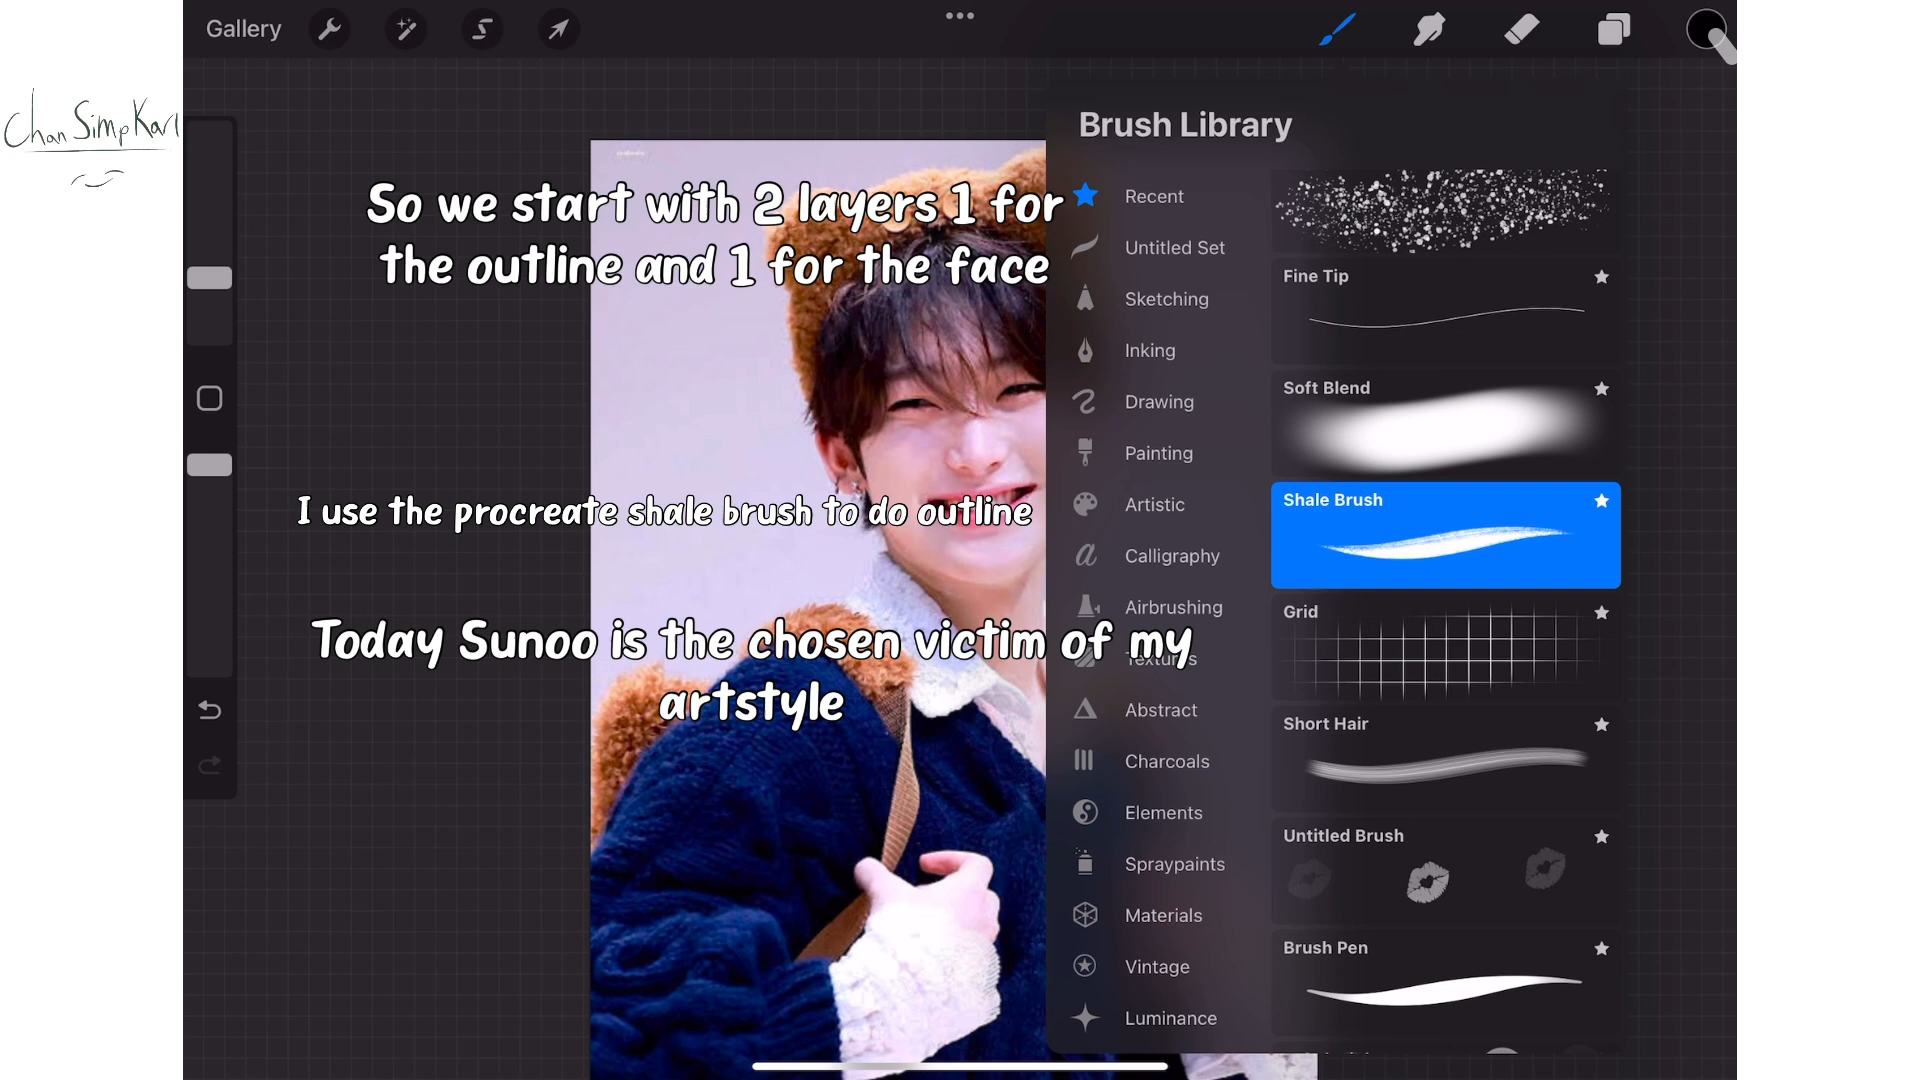 Gallery
Chan Simp Karl
Brush Library
So we start with 2 layers 1 for
the outline and 1 for the face
I use the procreate shale brush to do outline
Today Sunoo is the chosen victim of my
artstyle
Recent
Untitled Set
Sketching
Inking
Drawing
Painting
Artistic
Calligraphy
Airbrushing
Textures
Abstract
Charcoals
Elements
Spraypaints
Materials
Vintage
Luminance
Fine Tip
Soft Blend
Shale Brush
Grid
Short Hair
Untitled Brush
Brush Pen